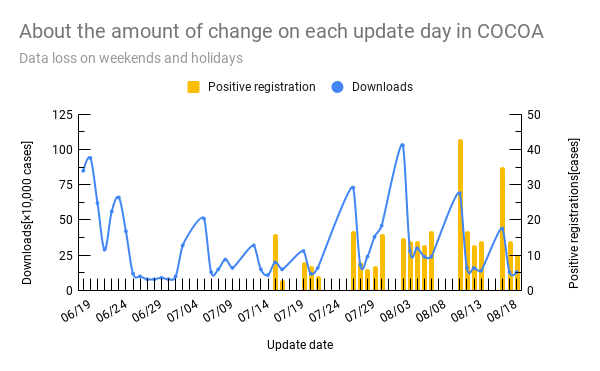 About the amount of change on each update day in COCOA
Data loss on weekends and holidays
Positive registration Downloads
Downloads[×10,000 cases]
125
100
75
50
25
0
50
40
30
20
10
0
Positive registrations[cases]
06/19 06/24 06/29 07/04 07/09 07/14 07/19 07/24 07/29 08/03 08/08 08/13 08/18
Update date